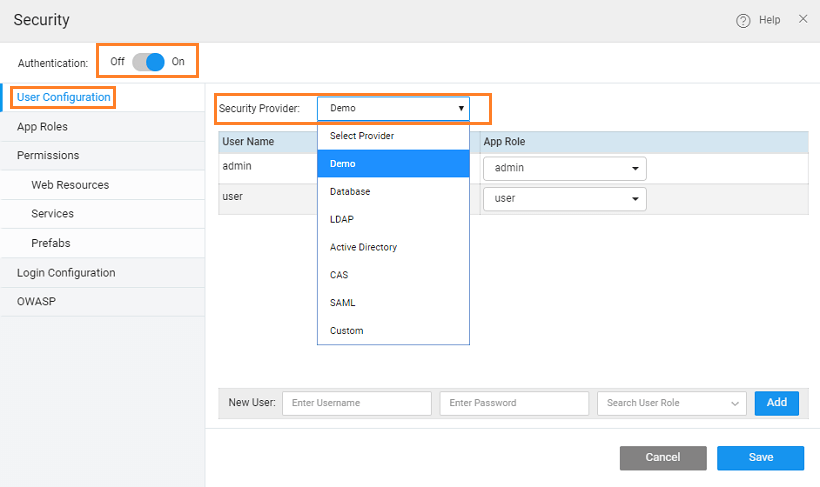 Security
Help
Authentication: Off On
User Configuration
App Roles
Permissions
Web Resources
Services
Prefabs
Login Configuration
OWASP
Security Provider: Demo
Select Provider
Demo
Database
LDAP
Active Directory
CAS
SAML
Custom
User Name App Role
admin admin
user user
New User: Enter Username Enter Password Search User Role Add
Cancel Save